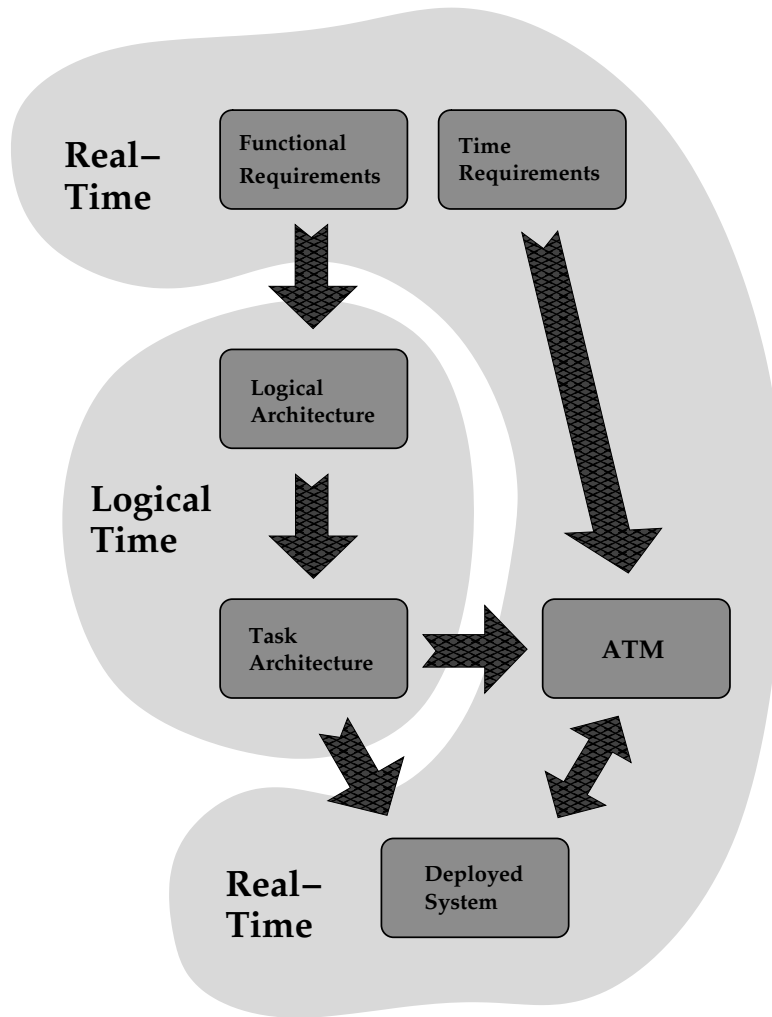 Real–
Time
Functional
Requirements
Time
Requirements
Logical
Architecture
Logical
Time
Task
Architecture
ATM
Deployed
System
Real–
Time